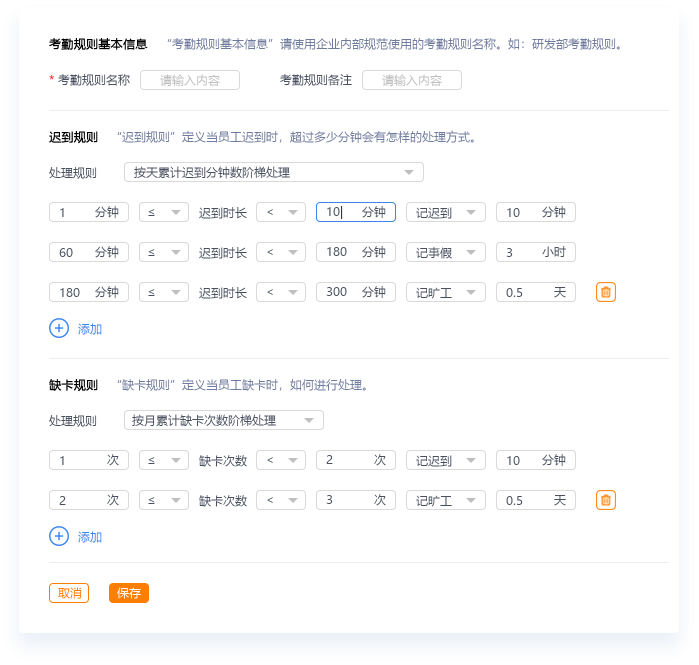 考勤规则基本信息 “考勤规则基本信息”请使用企业内部规范使用的考勤规则名称。如：研发部考勤规则。
* 考勤规则名称 请输入内容 考勤规则备注 请输入内容
迟到规则 “迟到规则”定义当员工迟到时，超过多少分钟会有怎样的处理方式。
处理规则 按天累计迟到分钟数阶梯处理
1 分钟 ≤ 迟到时长 < 10 分钟 记迟到 10 分钟
60 分钟 ≤ 迟到时长 < 180 分钟 记事假 3 小时
180 分钟 ≤ 迟到时长 < 300 分钟 记旷工 0.5 天
添加
缺卡规则 “缺卡规则”定义当员工缺卡时，如何进行处理。
处理规则 按月累计缺卡次数阶梯处理
1 次 ≤ 缺卡次数 < 2 次 记迟到 10 分钟
2 次 ≤ 缺卡次数 < 3 次 记旷工 0.5 天
添加
取消 保存